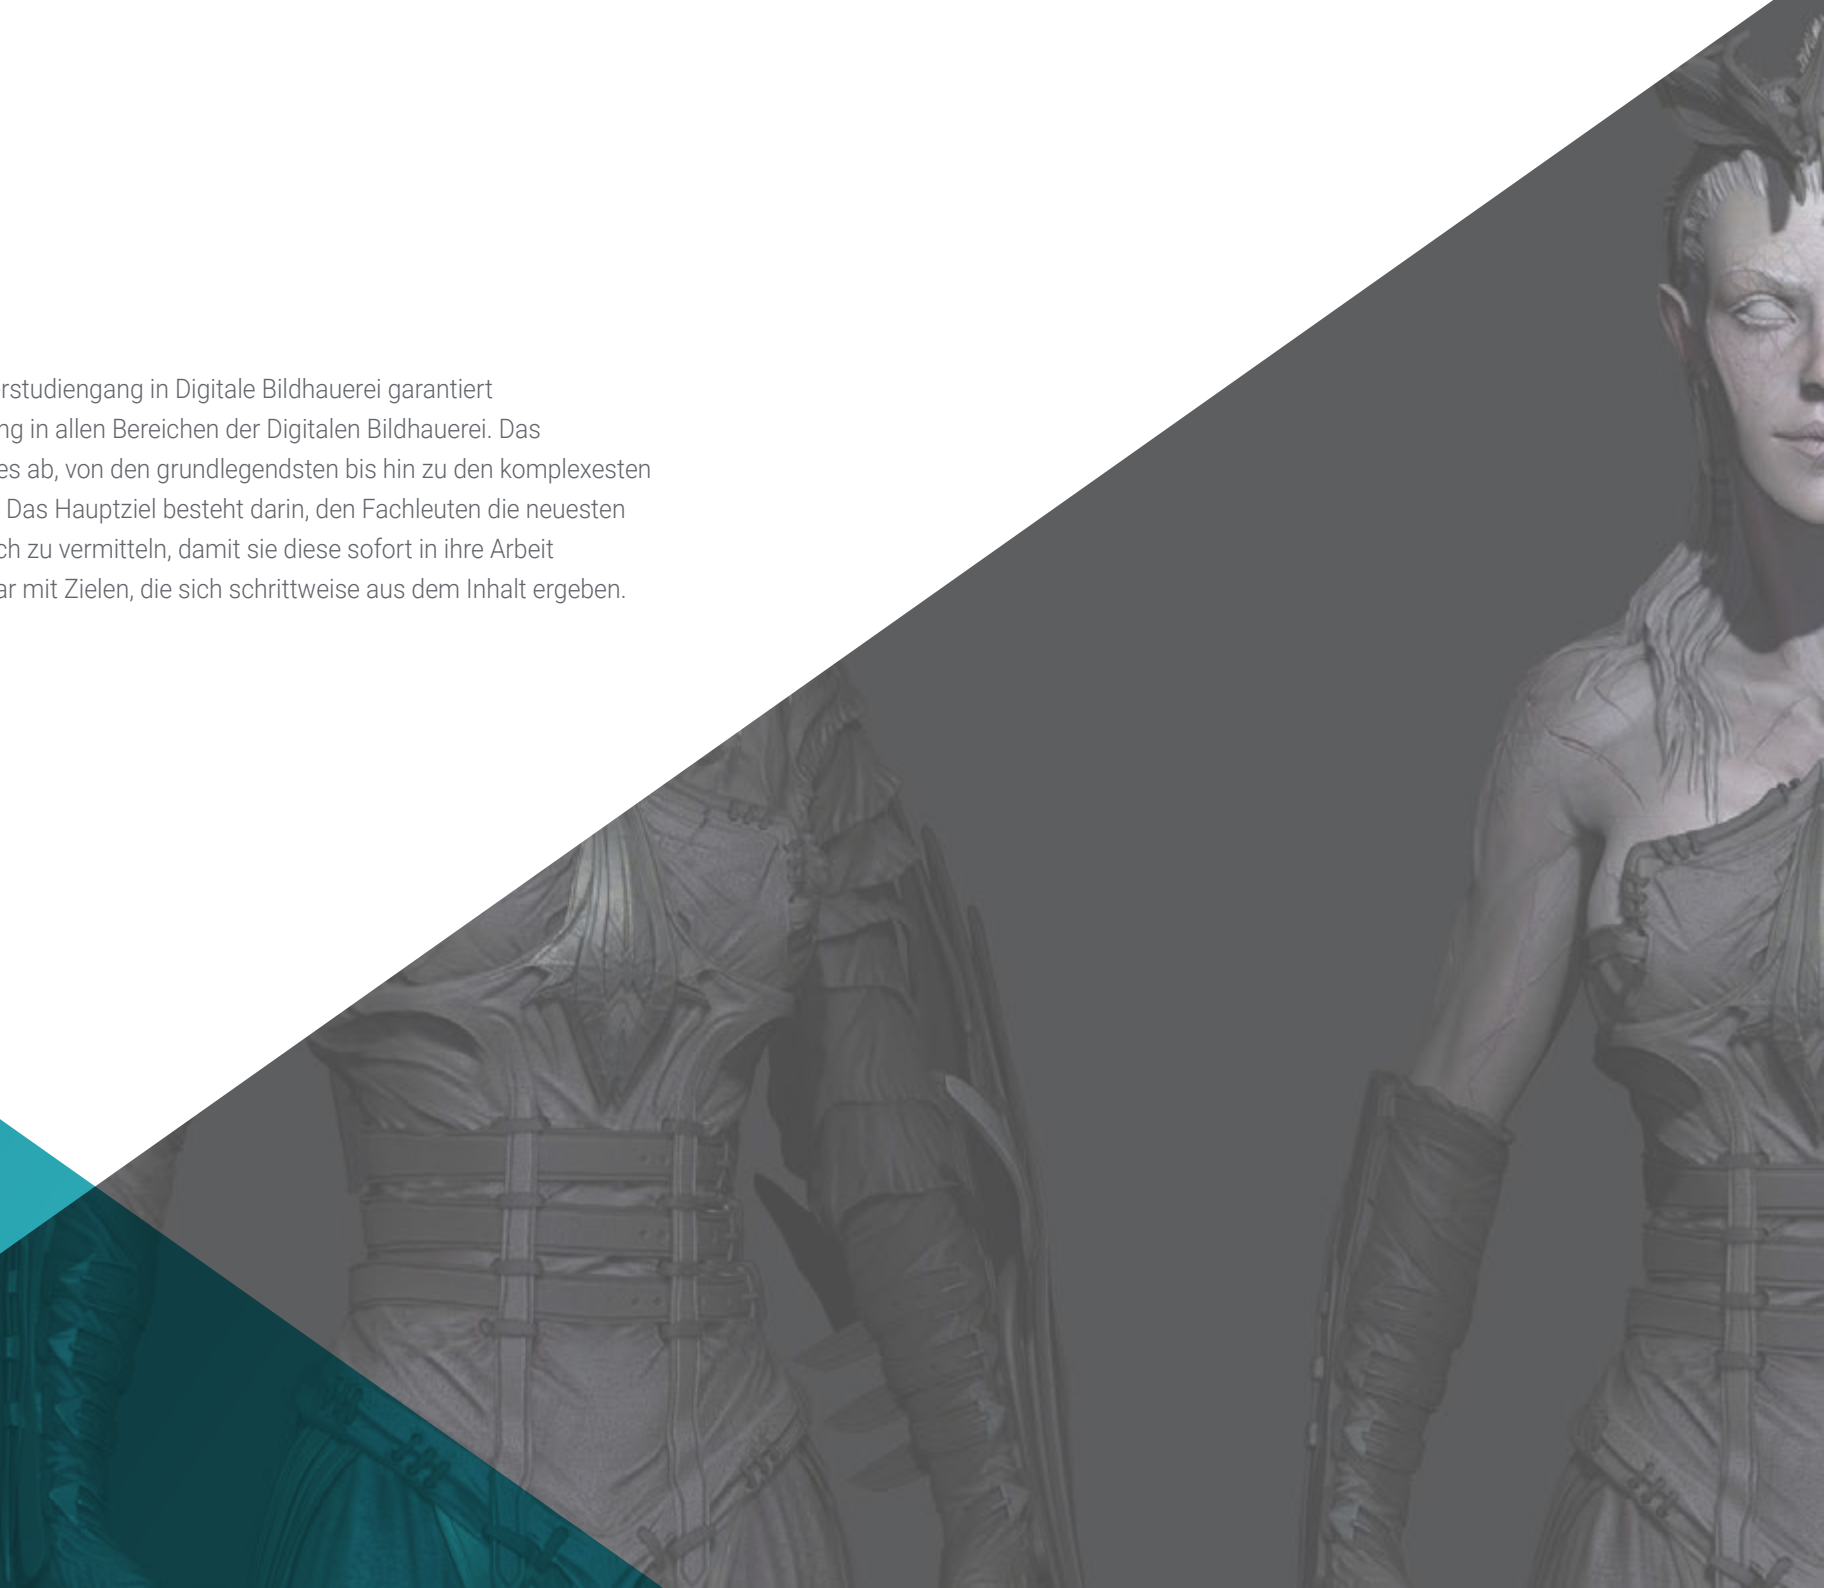 rstudiengang in Digitale Bildhauerei garantiert
ng in allen Bereichen der Digitalen Bildhauerei. Das
es ab, von den grundlegendsten bis hin zu den komplexesten
Das Hauptziel besteht darin, den Fachleuten die neuesten
ch zu vermitteln, damit sie diese sofort in ihre Arbeit
ar mit Zielen, die sich schrittweise aus dem Inhalt ergeben.